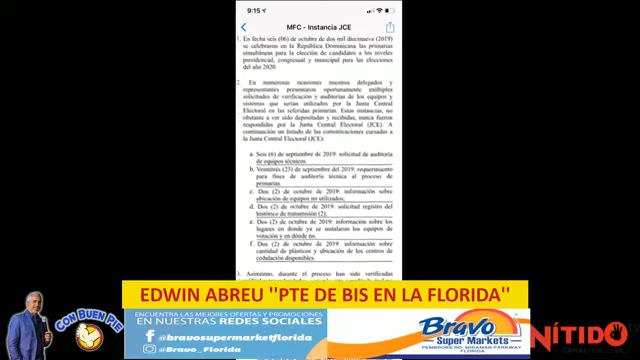 9:15
MFC - Instancia JCE
1. En fecha seis (06) de octubre de dos mil diecinueve (2019)
se celebraron en la República Dominicana las primarias
simultáneas para la elección de candidatos a los niveles
presidencial, congresual y municipal para las elecciones
del año 2020.
2. En numerosas ocasiones nuestros delegados y
representantes presentaron oportunamente múltiples
solicitudes de verificación y auditorías de los equipos y
sistemas que serían utilizados por la Junta Central
Electoral en las referidas primarias. Estas instancias, no
obstante a ver sido depositadas y recibidas, nunca fueron
respondidas por la Junta Central Electoral (JCE). A
continuación un listado de las comunicaciones cursadas a
la Junta Central Electoral (JCE):
a. Seis (6) de septiembre de 2019: solicitud de auditoría
de equipos técnicos.
b. Veintitrés (23) de septiembre del 2019: requerimiento
para fines de auditoría técnica al proceso de
primarias.
c. Dos (2) de octubre de 2019: información sobre
ubicación de equipos no utilizados;
d. Dos (2) de octubre de 2019: solicitud registro del
histórico de transmisión (2);
e. Dos (2) de octubre de 2019: información sobre los
lugares en donde ya se instalaron los equipos de
votación y en dónde no.
f. Dos (2) de octubre de 2019: información sobre
cantidad de plásticos y ubicación de los centros de
cedulación disponibles.
3. Asimismo, durante el proceso han sido verificadas
EDWIN ABREU "PTE DE BIS EN LA FLORIDA"
CON BUEN PIE
ENCUENTRA LAS MEJORES OFERTAS Y PROMOCIONES
EN NUESTRAS REDES SOCIALES
@bravosupermarketflorida
@Bravo_Florida
Bravo
Super Markets
PEMBROKE RD- MIRAMAR PARKWAY
FLORIDA
NÍTIDO tv